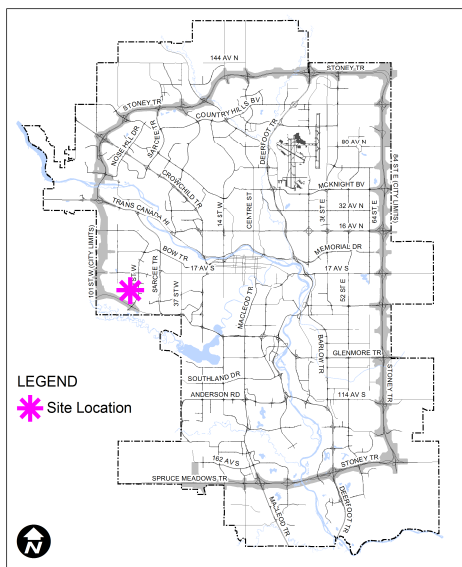 144 AV N
STONEY TR
STONEY TR
COUNTRY HILLS BV
NOSE HILL DR
SARCEE TR
DEERFOOT TR
80 AV N
CROWCHILD TR
MCKNIGHT BV
64 ST E (CITY LIMITS)
14 ST W
CENTRE ST
36 ST E
32 AV N
64 ST E
TRANS CANADA HI
16 AV N
101 ST W (CITY LIMITS)
BOW TR
MEMORIAL DR
17 AV S
17 AV S
ST W
SARCEE TR
37 ST W
MACLEOD TR
52 ST E
BARLOW TR
GLENMORE TR
STONEY TR
LEGEND
Site Location
SOUTHLAND DR
ANDERSON RD
114 AV S
162 AV S
STONEY TR
SPRUCE MEADOWS TR
MACLEOD TR
DEERFOOT TR
N